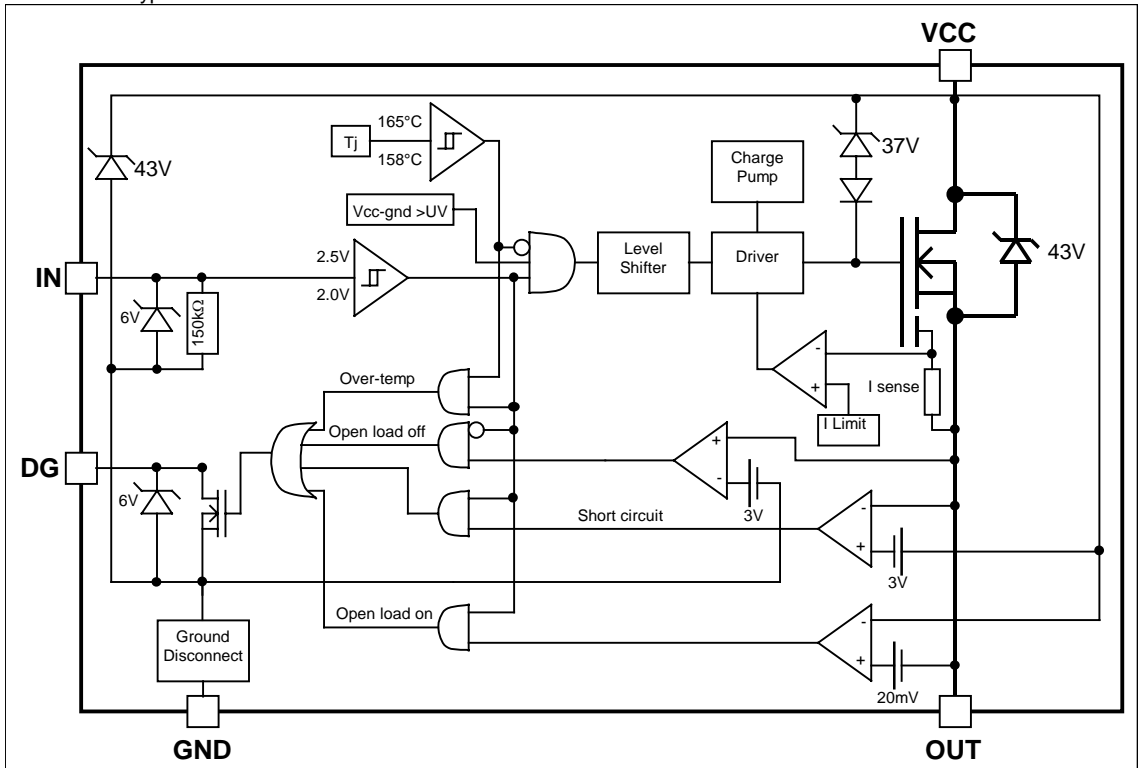 VCC
165°C
Tj
158°C
43V
37V
Charge
Pump
Vcc-gnd >UV
Level
Shifter
Driver
2.5V
IN
2.0V
43V
6V
150kΩ
-
+
I sense
I Limit
Over-temp
Open load off
DG
+
-
3V
6V
Short circuit
-
+
3V
Open load on
-
+
20mV
Ground
Disconnect
GND
OUT